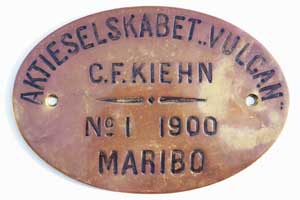 AKTIESELSKABET „VULCAN”
C.F. KIEHN
No 1 1900
MARIBO